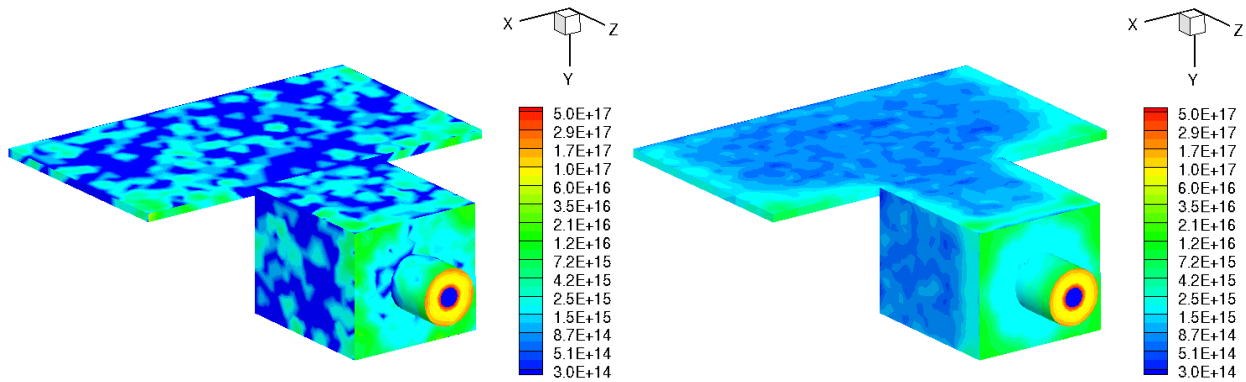 X
Z
Y
5.0E+17
2.9E+17
1.7E+17
1.0E+17
6.0E+16
3.5E+16
2.1E+16
1.2E+16
7.2E+15
4.2E+15
2.5E+15
1.5E+15
8.7E+14
5.1E+14
3.0E+14
X
Z
Y
5.0E+17
2.9E+17
1.7E+17
1.0E+17
6.0E+16
3.5E+16
2.1E+16
1.2E+16
7.2E+15
4.2E+15
2.5E+15
1.5E+15
8.7E+14
5.1E+14
3.0E+14